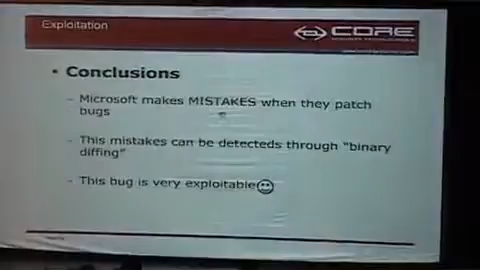 Exploitation
CORE
• Conclusions
– Microsoft makes MISTAKES when they patch
bugs
– This mistakes can be detecteds through "binary
diffing"
– This bug is very exploitable